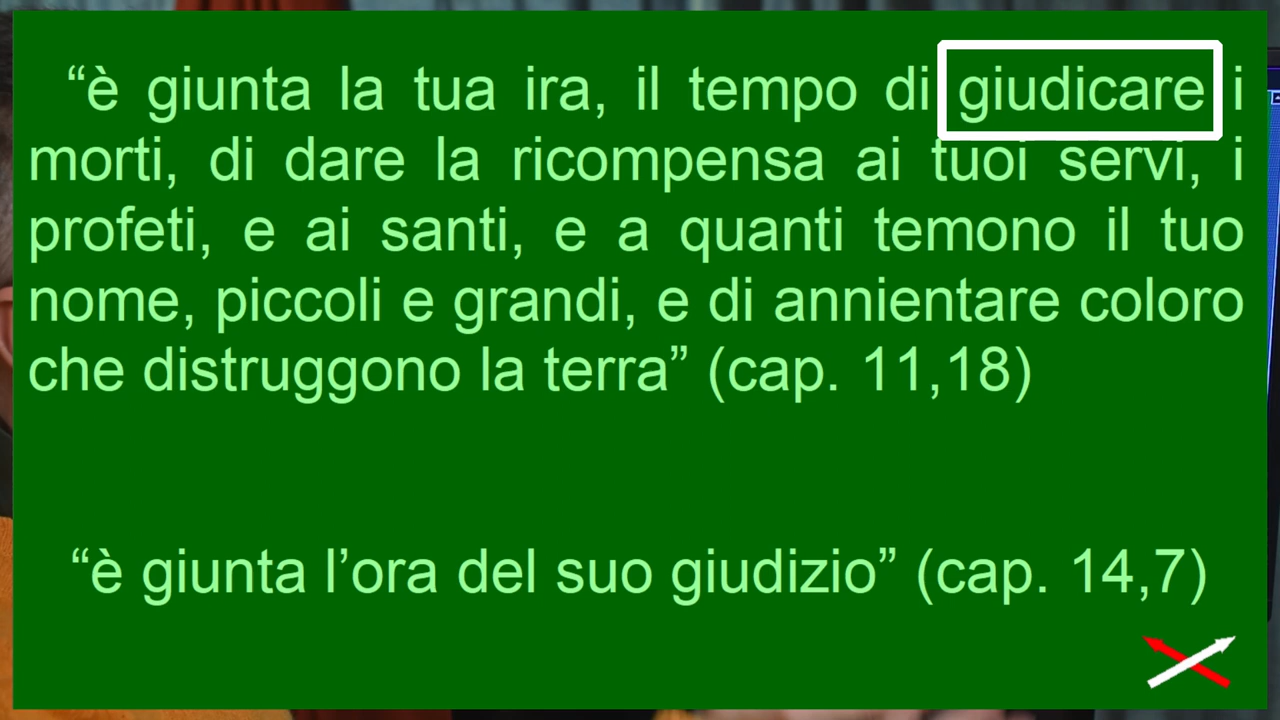 “è giunta la tua ira, il tempo di giudicare i
morti, di dare la ricompensa ai tuoi servi, i
profeti, e ai santi, e a quanti temono il tuo
nome, piccoli e grandi, e di annientare coloro
che distruggono la terra” (cap. 11,18)
“è giunta l’ora del suo giudizio” (cap. 14,7)